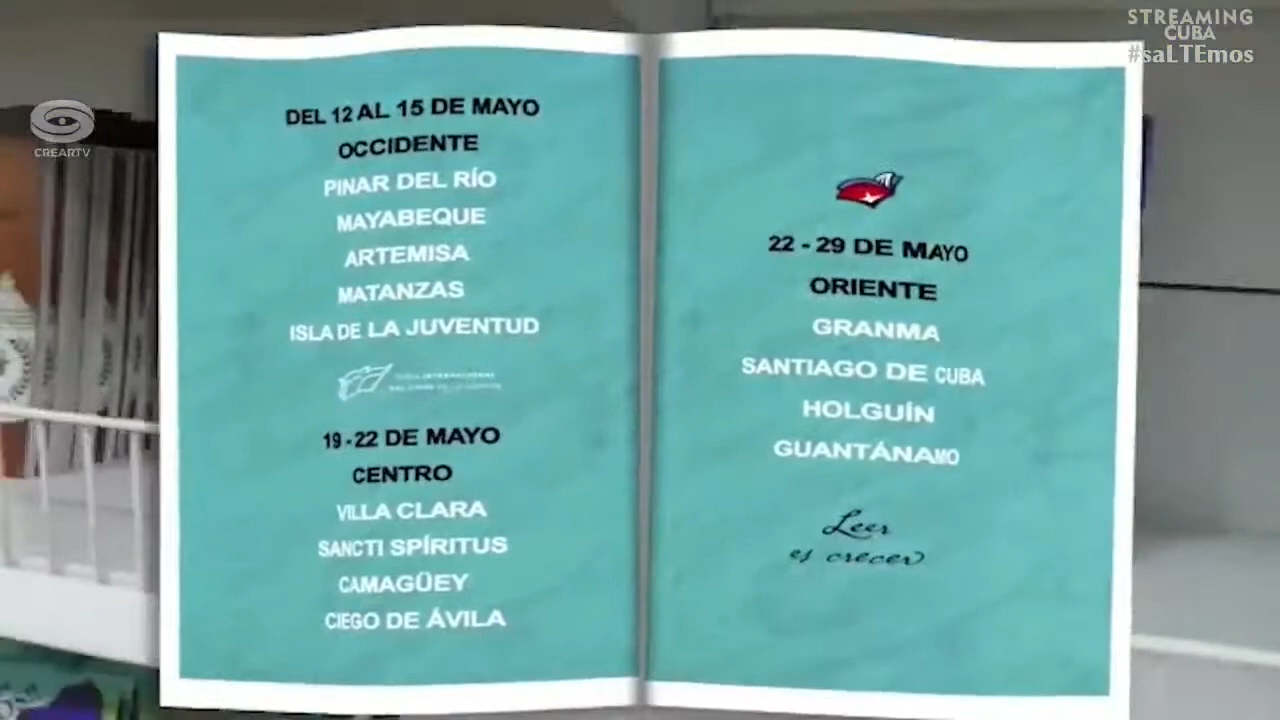 STREAMING
CUBA
#saLTEmos
CREARTV
DEL 12 AL 15 DE MAYO
OCCIDENTE
PINAR DEL RÍO
MAYABEQUE
ARTEMISA
MATANZAS
ISLA DE LA JUVENTUD
INTERNACIONAL
19 - 22 DE MAYO
CENTRO
VILLA CLARA
SANCTI SPÍRITUS
CAMAGÜEY
CIEGO DE ÁVILA
22 - 29 DE MAYO
ORIENTE
GRANMA
SANTIAGO DE CUBA
HOLGUÍN
GUANTÁNAMO
Leer
es crecer